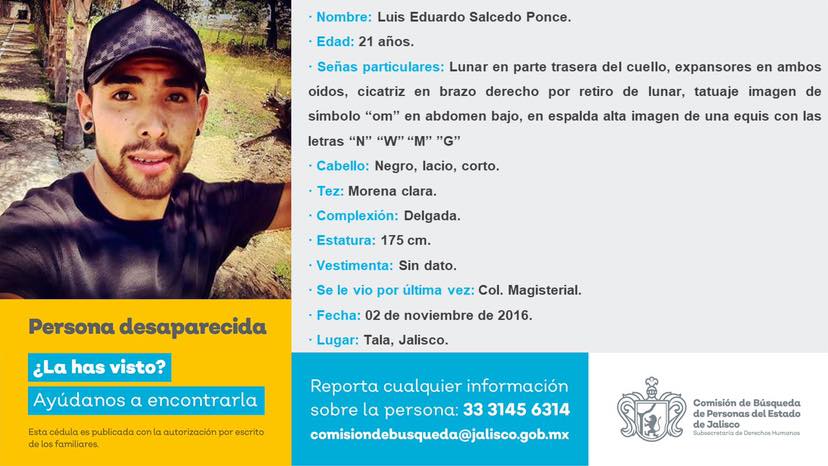 · Nombre: Luis Eduardo Salcedo Ponce.
· Edad: 21 años.
· Señas particulares: Lunar en parte trasera del cuello, expansores en ambos
oídos, cicatriz en brazo derecho por retiro de lunar, tatuaje imagen de
símbolo “om” en abdomen bajo, en espalda alta imagen de una equis con las
letras “N” “W” “M” ”G”
· Cabello: Negro, lacio, corto.
· Tez: Morena clara.
· Complexión: Delgada.
· Estatura: 175 cm.
· Vestimenta: Sin dato.
· Se le vio por última vez: Col. Magisterial.
· Fecha: 02 de noviembre de 2016.
· Lugar: Tala, Jalisco.
Persona desaparecida
¿La has visto?
Ayúdanos a encontrarla
Esta cédula es publicada con la autorización por escrito
de los familiares.
Reporta cualquier información
sobre la persona: 33 3145 6314
comisiondebusqueda@jalisco.gob.mx
Comisión de Búsqueda
de Personas del Estado
de Jalisco
Subsecretaría de Derechos Humanos